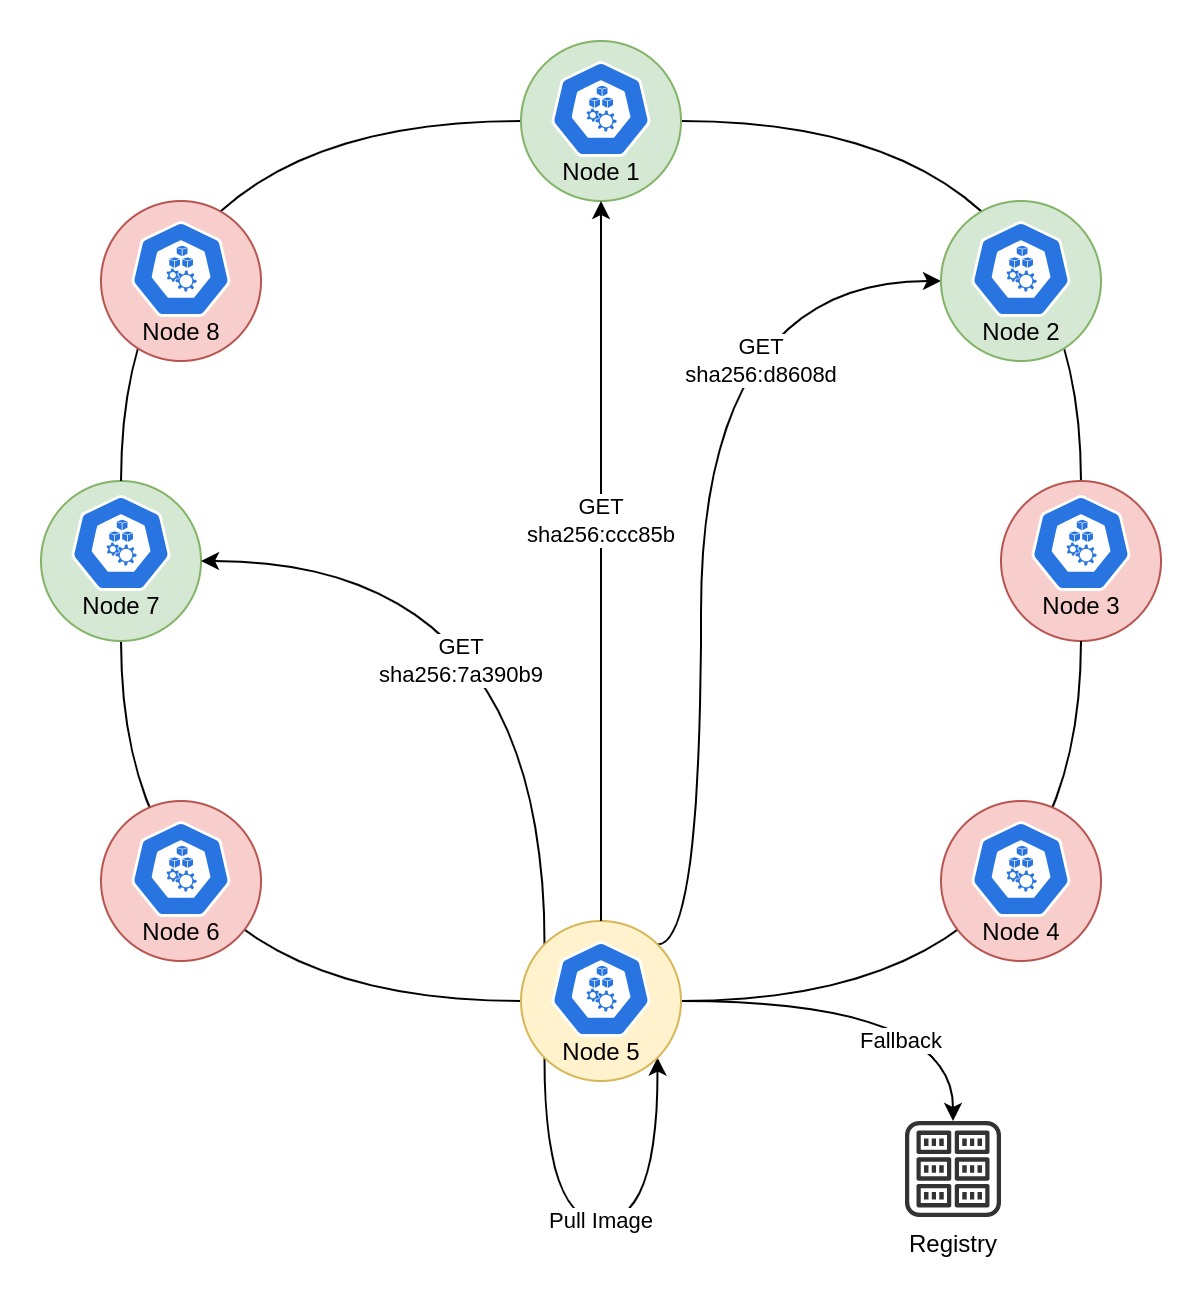 Node 1
Node 8
Node 2
GET
sha256:d8608d
GET
sha256:ccc85b
Node 7
Node 3
GET
sha256:7a390b9
Node 6
Node 4
Node 5
Fallback
Pull Image
Registry